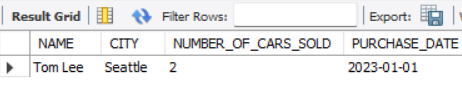 Result Grid Filter Rows: Export:
NAME CITY NUMBER_OF_CARS_SOLD PURCHASE_DATE
Tom Lee Seattle 2 2023-01-01